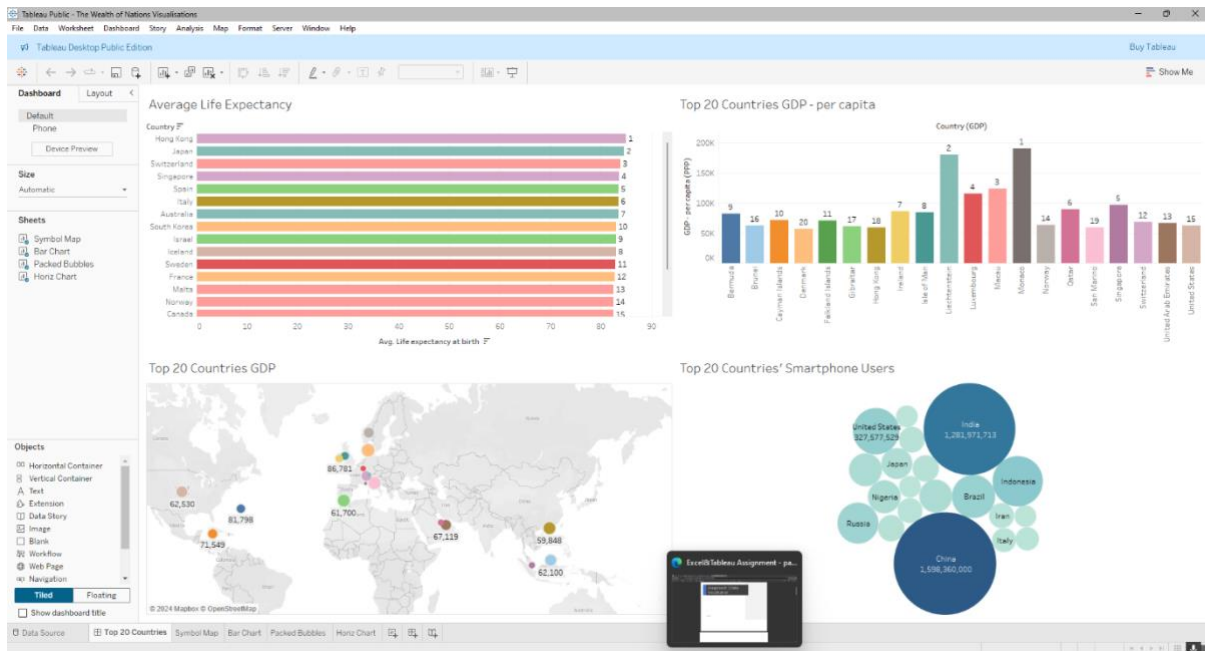 Tableau Public - The Wealth of Nations Visualisations
File Data Worksheet Dashboard Story Analysis Map Format Server Window Help
Tableau Desktop Public Edition
Buy Tableau
Show Me
Dashboard Layout
Default
Phone
Device Preview
Size
Automatic
Sheets
Symbol Map
Bar Chart
Packed Bubbles
Horiz Chart
Objects
Horizontal Container
Vertical Container
Text
Extension
Data Story
Image
Blank
Workflow
Web Page
Navigation
Tiled Floating
Show dashboard title
Average Life Expectancy
Country
Hong Kong 1
Japan 2
Switzerland 3
Singapore 4
Spain 5
Italy 6
Australia 7
South Korea 10
Israel 9
Iceland 8
Sweden 11
France 12
Malta 13
Norway 14
Canada 15
0 10 20 30 40 50 60 70 80 90
Avg. Life expectancy at birth
Top 20 Countries GDP - per capita
Country (GDP)
GDP - per capita (PPP)
200K
150K
100K
50K
0K
9 16 10 20 11 17 18 7 8 2 4 3 1 14 6 19 5 12 13 15
Bermuda
Brunei
Cayman Islands
Denmark
Falkland Islands
Gibraltar
Hong Kong
Ireland
Isle of Man
Liechtenstein
Luxembourg
Macau
Monaco
Norway
Qatar
San Marino
Singapore
Switzerland
United Arab Emirates
United States
Top 20 Countries GDP
86,781
62,530
81,798
61,700...
71,549
67,119
59,848
62,100
© 2024 Mapbox © OpenStreetMap
Top 20 Countries' Smartphone Users
United States
327,577,529
India
1,281,971,713
Japan
Indonesia
Nigeria
Brazil
Russia
Iran
Italy
China
1,598,360,000
Excel&Tableau Assignment - pa...
Data Source Top 20 Countries Symbol Map Bar Chart Packed Bubbles Horiz Chart